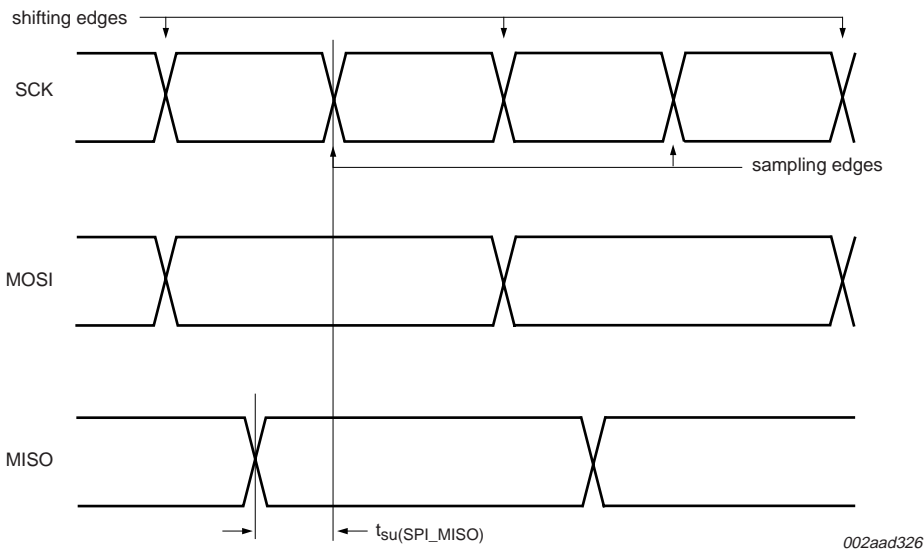 shifting edges
SCK
sampling edges
MOSI
MISO
tsu(SPI_MISO)
002aad326